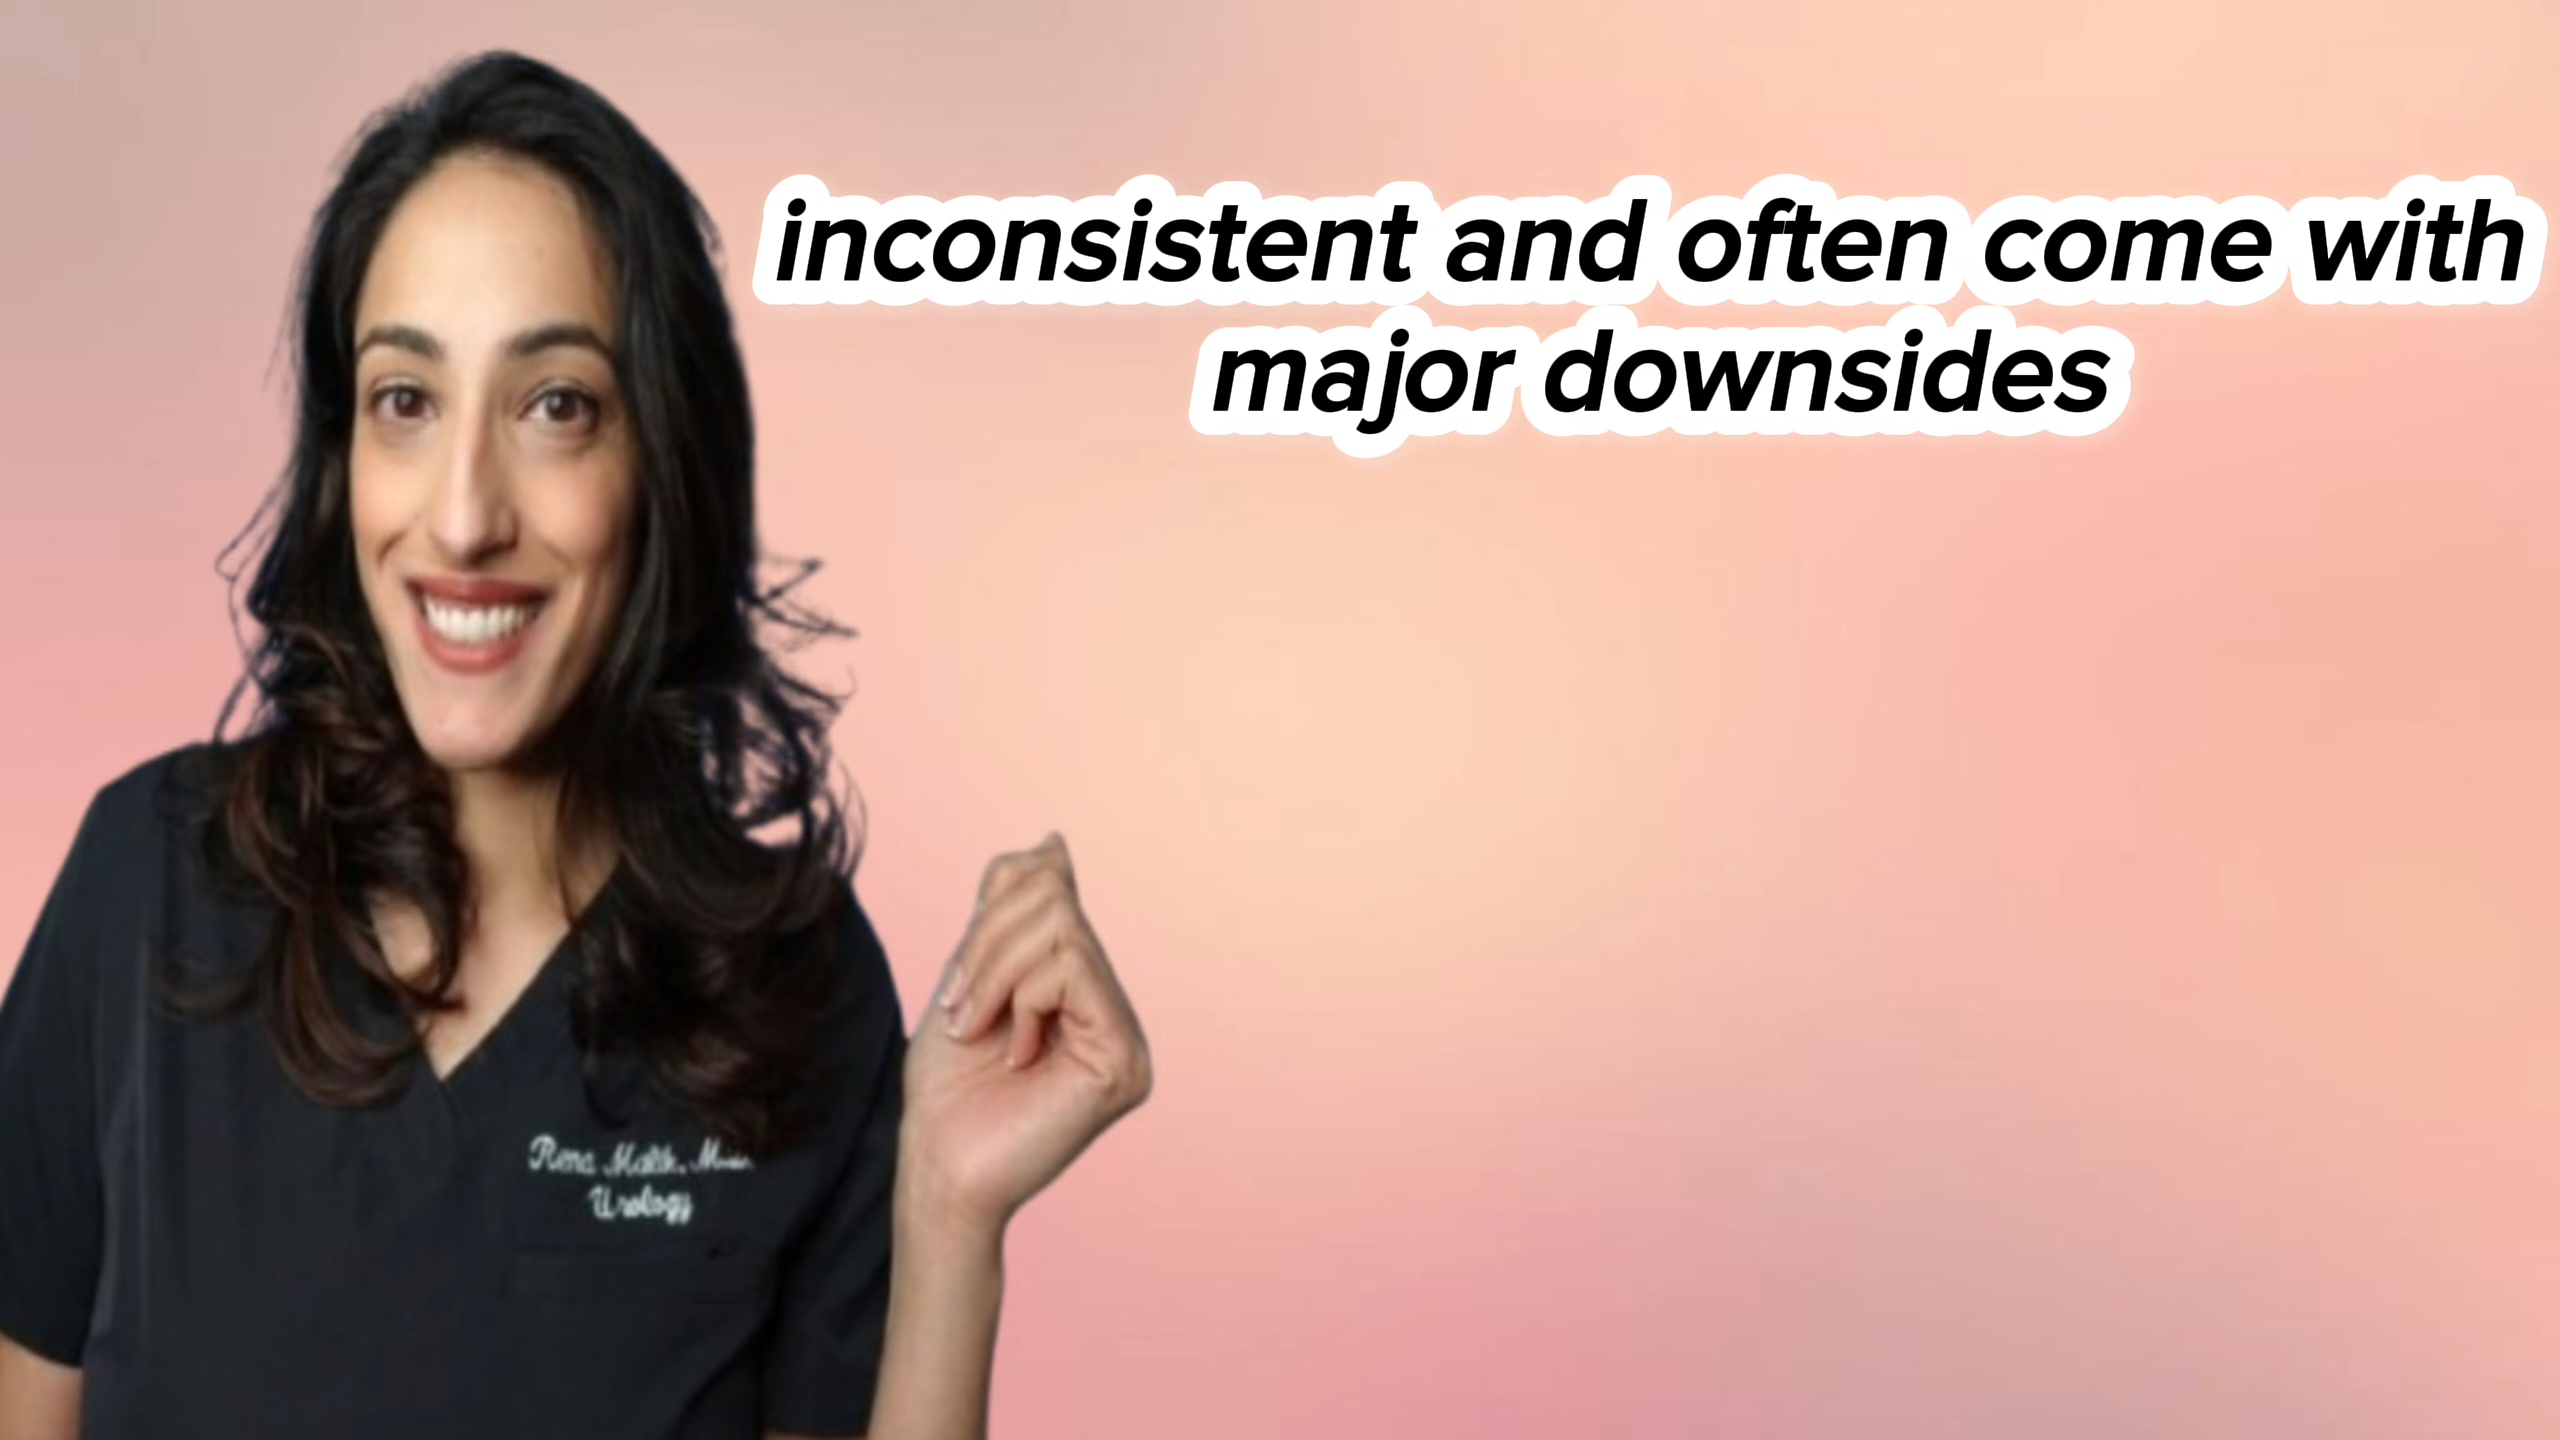 inconsistent and often come with
major downsides
Rena Malik,
Urology